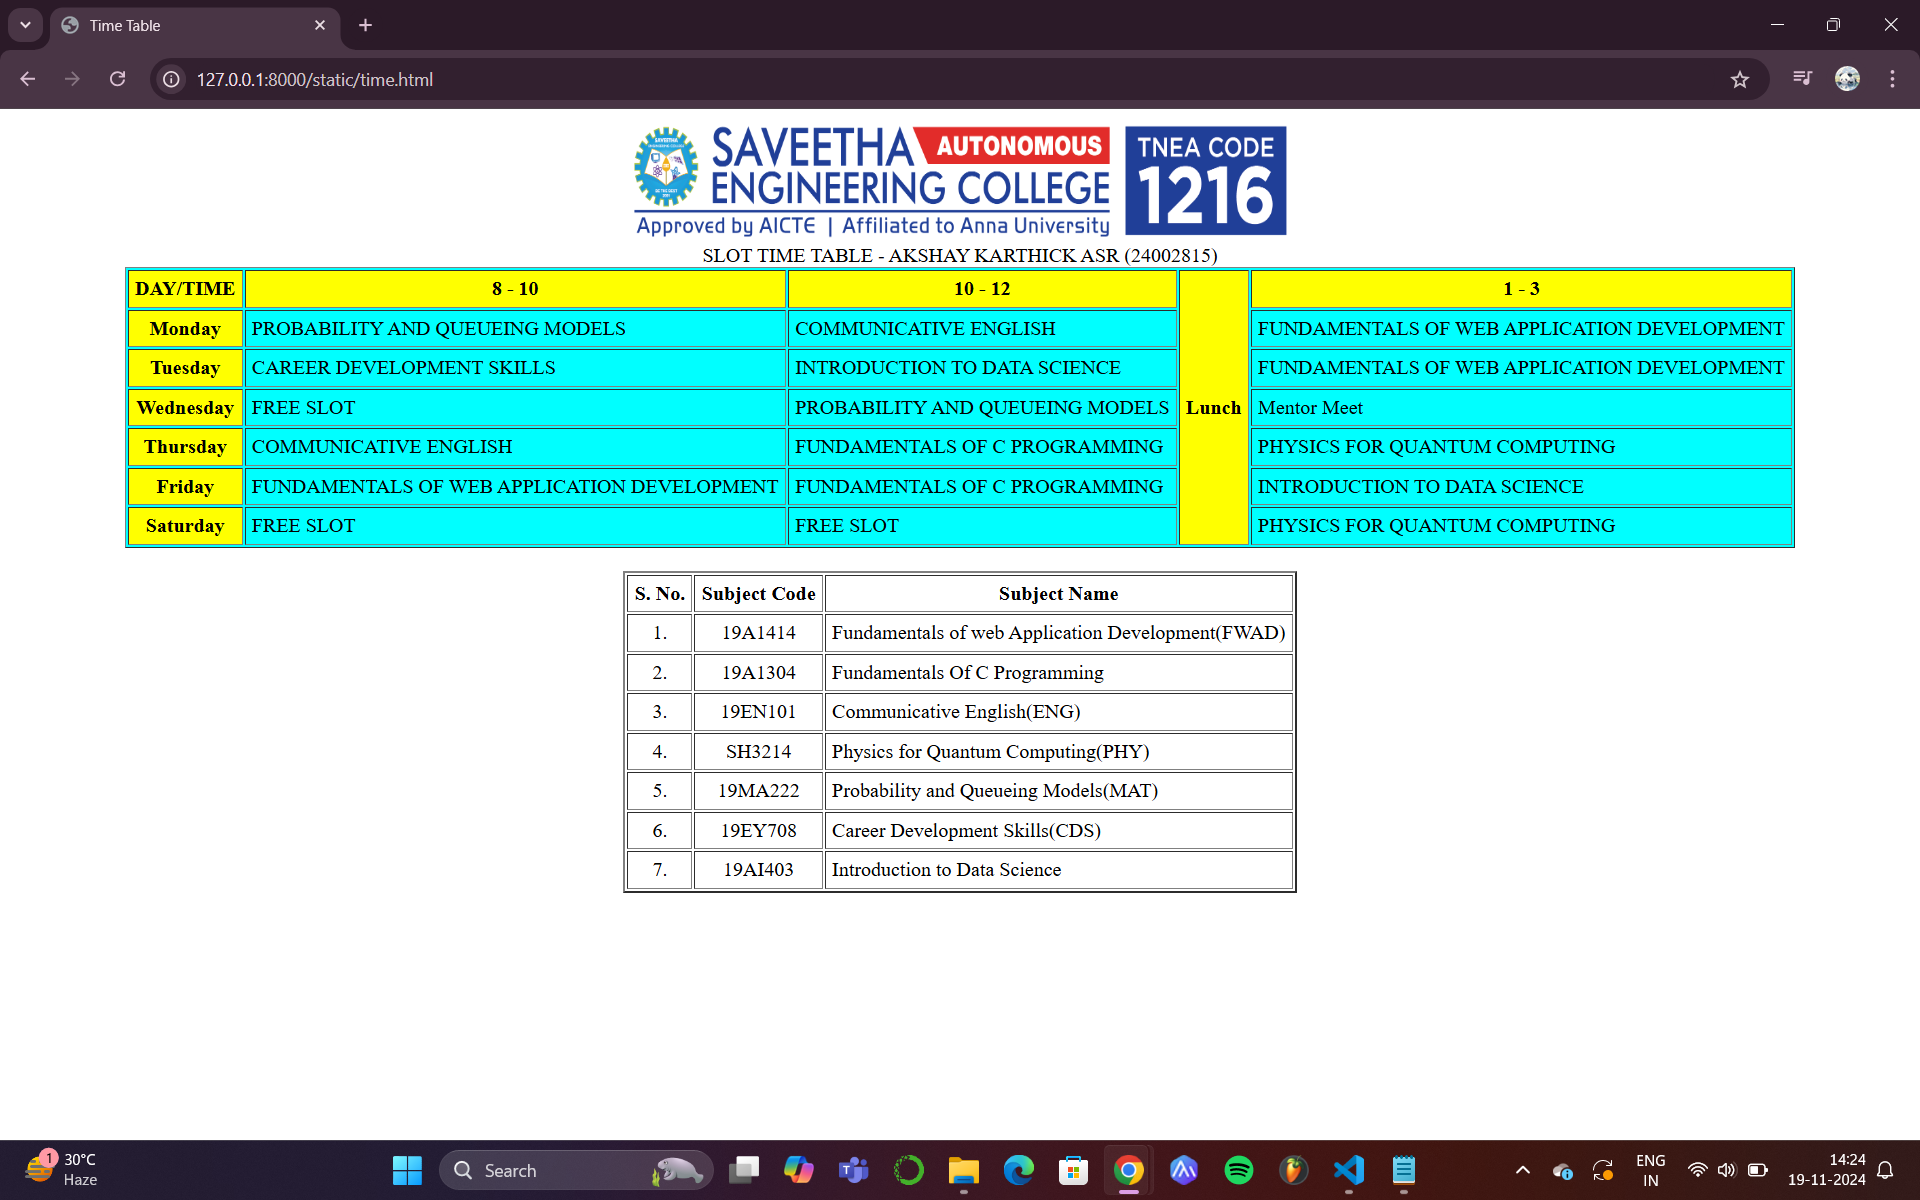 Time Table
127.0.0.1:8000/static/time.html
SAVEETHA AUTONOMOUS
ENGINEERING COLLEGE
Approved by AICTE | Affiliated to Anna University
TNEA CODE
1216
SLOT TIME TABLE - AKSHAY KARTHICK ASR (24002815)
DAY/TIME 8 - 10 10 - 12 Lunch 1 - 3
Monday PROBABILITY AND QUEUEING MODELS COMMUNICATIVE ENGLISH FUNDAMENTALS OF WEB APPLICATION DEVELOPMENT
Tuesday CAREER DEVELOPMENT SKILLS INTRODUCTION TO DATA SCIENCE FUNDAMENTALS OF WEB APPLICATION DEVELOPMENT
Wednesday FREE SLOT PROBABILITY AND QUEUEING MODELS Mentor Meet
Thursday COMMUNICATIVE ENGLISH FUNDAMENTALS OF C PROGRAMMING PHYSICS FOR QUANTUM COMPUTING
Friday FUNDAMENTALS OF WEB APPLICATION DEVELOPMENT FUNDAMENTALS OF C PROGRAMMING INTRODUCTION TO DATA SCIENCE
Saturday FREE SLOT FREE SLOT PHYSICS FOR QUANTUM COMPUTING
S. No. Subject Code Subject Name
1. 19A1414 Fundamentals of web Application Development(FWAD)
2. 19A1304 Fundamentals Of C Programming
3. 19EN101 Communicative English(ENG)
4. SH3214 Physics for Quantum Computing(PHY)
5. 19MA222 Probability and Queueing Models(MAT)
6. 19EY708 Career Development Skills(CDS)
7. 19AI403 Introduction to Data Science
1
30°C
Haze
Search
ENG
IN
14:24
19-11-2024